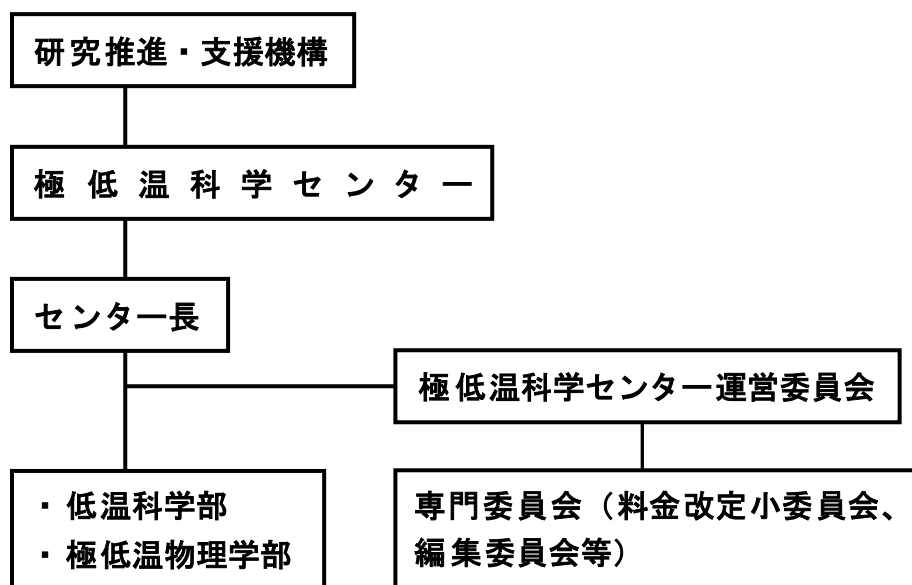 研究推進・支援機構
極低温科学センター
センター長
極低温科学センター運営委員会
・低温科学部
・極低温物理学部
専門委員会（料金改定小委員会、
編集委員会等）